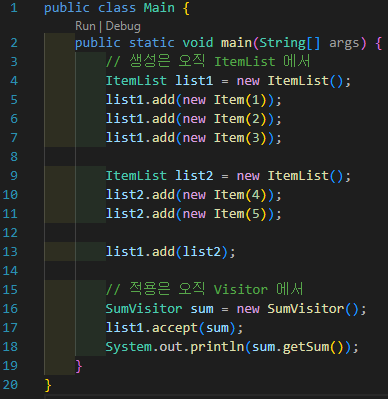 1 public class Main {
Run | Debug
2 public static void main(String[] args) {
3 // 생성은 오직 ItemList 에서
4 ItemList list1 = new ItemList();
5 list1.add(new Item(1));
6 list1.add(new Item(2));
7 list1.add(new Item(3));
8
9 ItemList list2 = new ItemList();
10 list2.add(new Item(4));
11 list2.add(new Item(5));
12
13 list1.add(list2);
14
15 // 적용은 오직 Visitor 에서
16 SumVisitor sum = new SumVisitor();
17 list1.accept(sum);
18 System.out.println(sum.getSum());
19 }
20 }